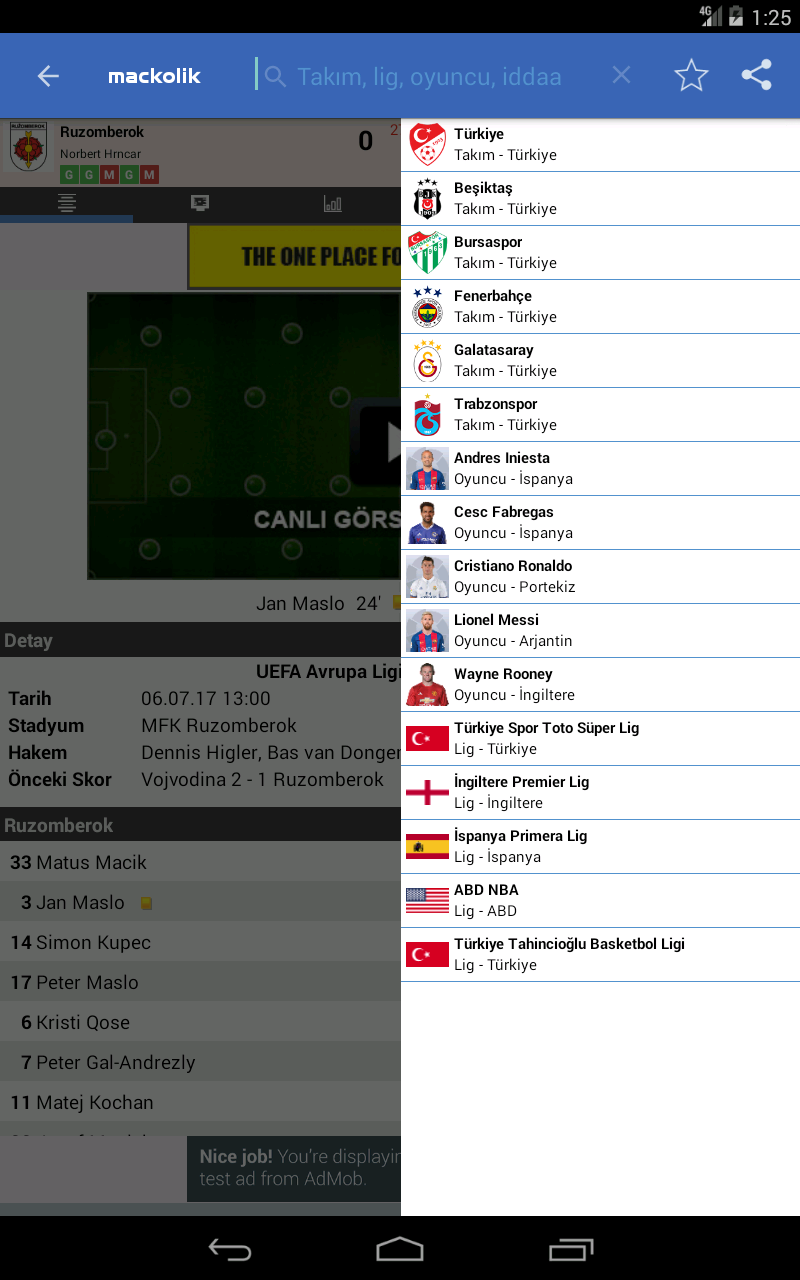 4G 1:25
mackolik Takım, lig, oyuncu, iddaa
Ruzomberok
Norbert Hrncar
0
G G M G M
THE ONE PLACE FO
CANLI GÖRS
Jan Maslo 24'
Detay
UEFA Avrupa Ligi
Tarih 06.07.17 13:00
Stadyum MFK Ruzomberok
Hakem Dennis Higler, Bas van Donger
Önceki Skor Vojvodina 2 - 1 Ruzomberok
Ruzomberok
33 Matus Macik
3 Jan Maslo
14 Simon Kupec
17 Peter Maslo
6 Kristi Qose
7 Peter Gal-Andrezly
11 Matej Kochan
Nice job! You're displayin
test ad from AdMob.
Türkiye
Takım - Türkiye
Beşiktaş
Takım - Türkiye
Bursaspor
Takım - Türkiye
Fenerbahçe
Takım - Türkiye
Galatasaray
Takım - Türkiye
Trabzonspor
Takım - Türkiye
Andres Iniesta
Oyuncu - İspanya
Cesc Fabregas
Oyuncu - İspanya
Cristiano Ronaldo
Oyuncu - Portekiz
Lionel Messi
Oyuncu - Arjantin
Wayne Rooney
Oyuncu - İngiltere
Türkiye Spor Toto Süper Lig
Lig - Türkiye
İngiltere Premier Lig
Lig - İngiltere
İspanya Primera Lig
Lig - İspanya
ABD NBA
Lig - ABD
Türkiye Tahincioğlu Basketbol Ligi
Lig - Türkiye